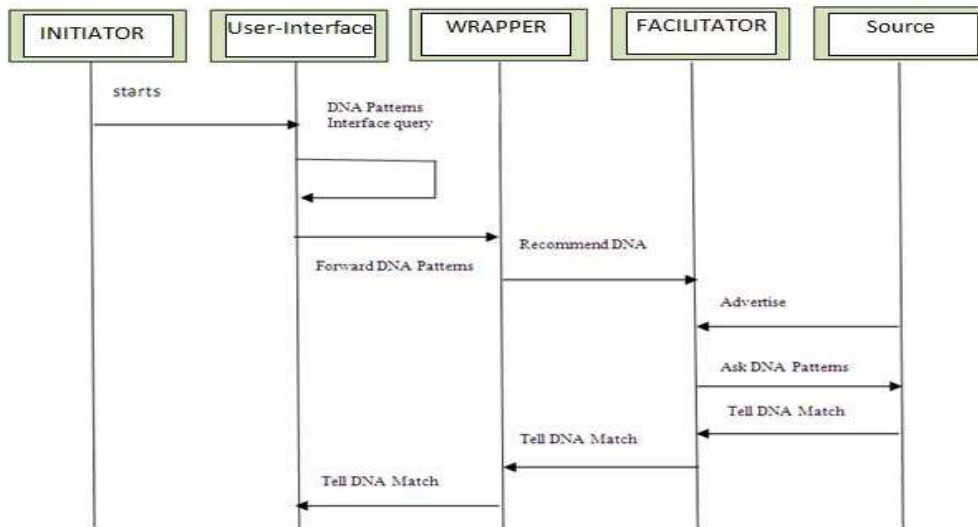 INITIATOR
User-Interface
WRAPPER
FACILITATOR
Source
starts
DNA Patterns
Interface query
Forward DNA Patterns
Recommend DNA
Advertise
Ask DNA Patterns
Tell DNA Match
Tell DNA Match
Tell DNA Match